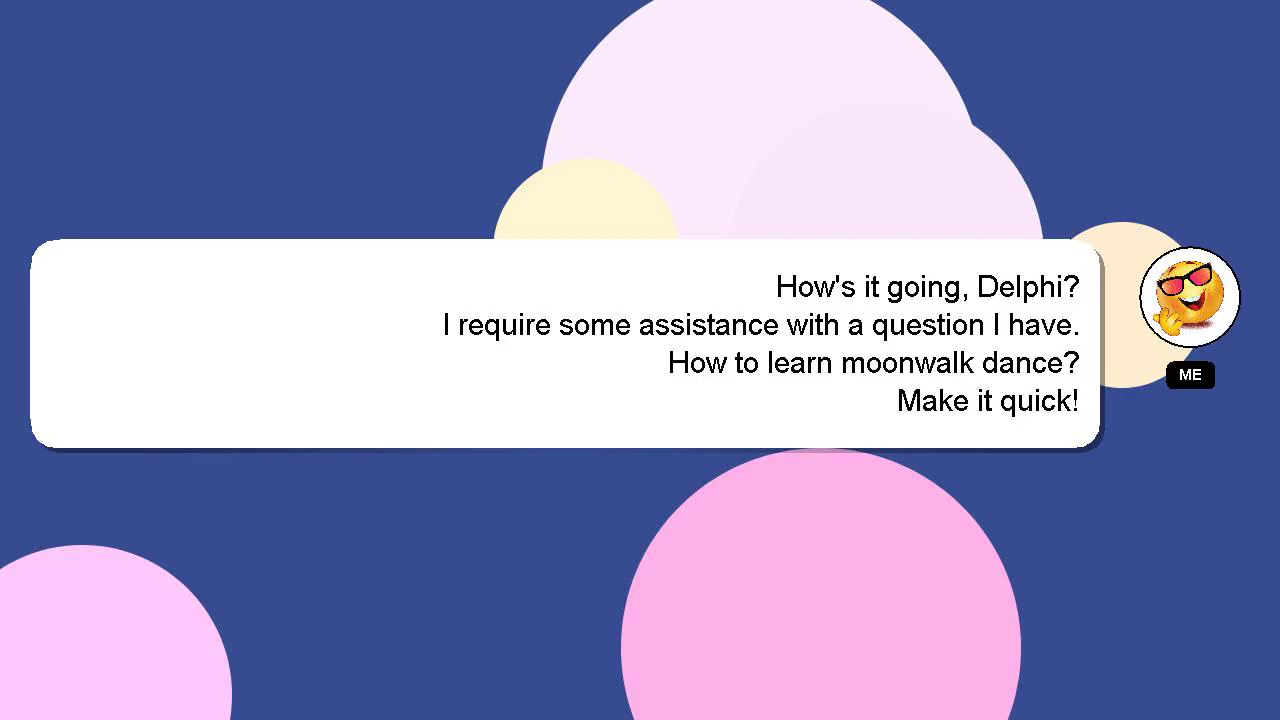 How's it going, Delphi?
I require some assistance with a question I have.
How to learn moonwalk dance?
Make it quick!
ME